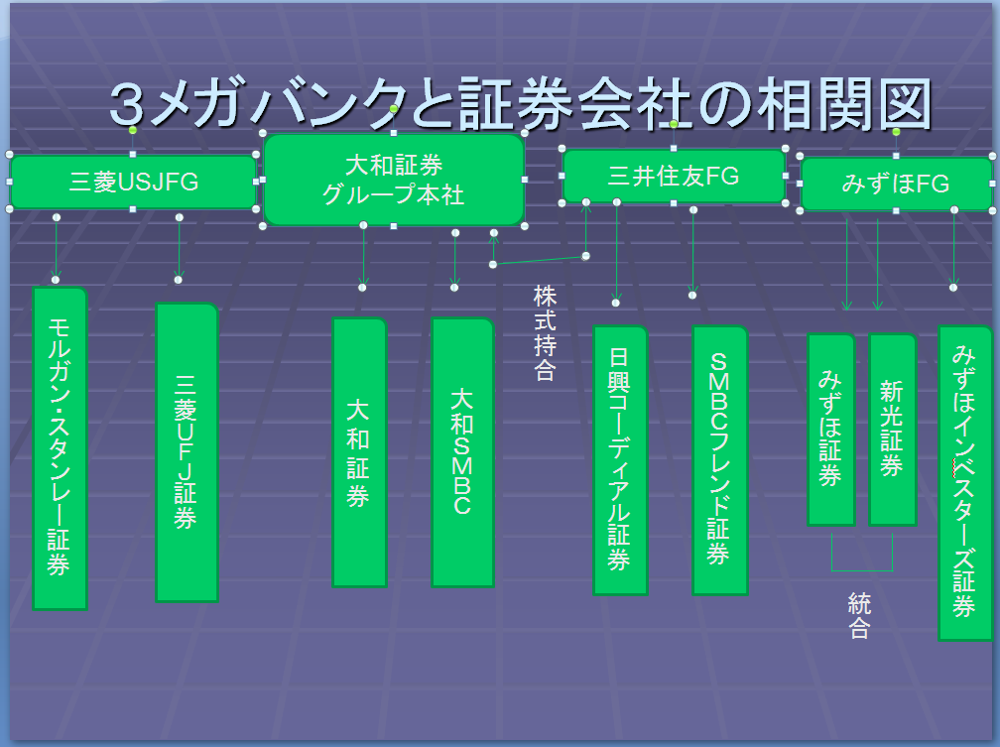 ３メガバンクと証券会社の相関図
三菱USJFG
大和証券
グループ本社
三井住友FG
みずほFG
モルガン・スタンレー証券
三菱ＵＦＪ証券
大和証券
大和ＳＭＢＣ
株式持合
日興コーディアル証券
ＳＭＢＣフレンド証券
みずほ証券
新光証券
みずほインベスターズ証券
統合